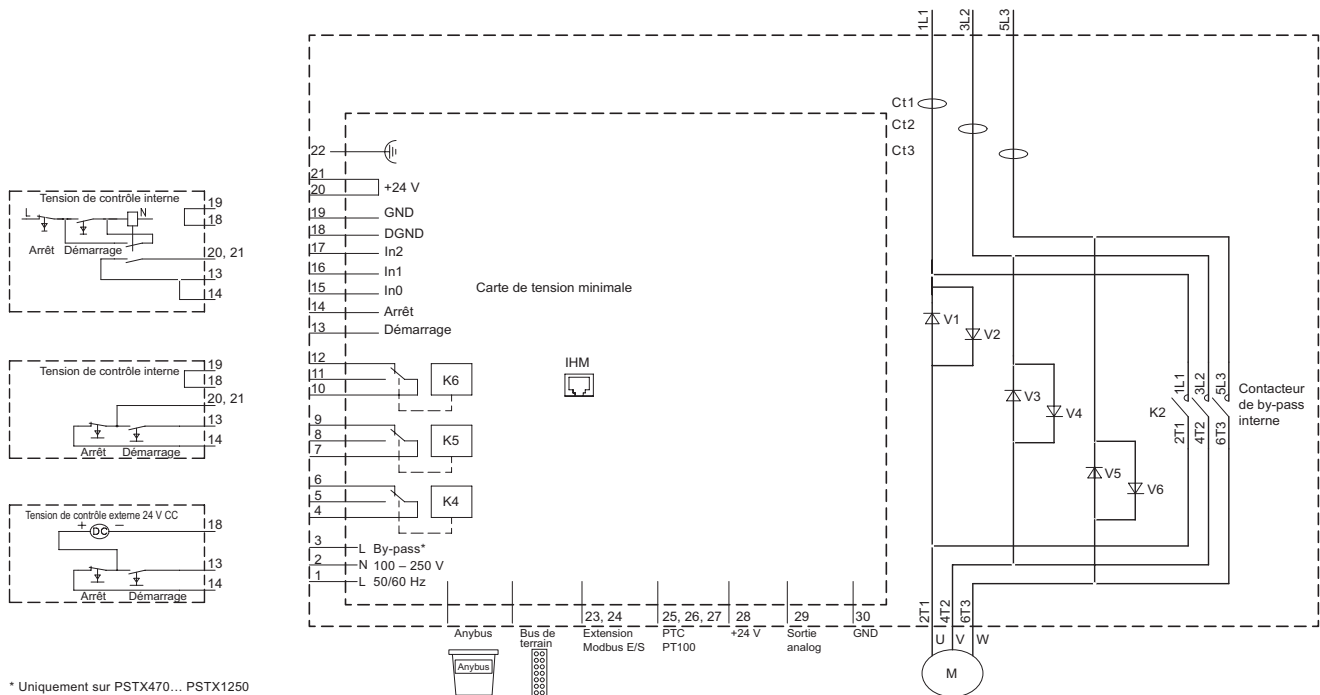 1L1
3L2
5L3
Ct1
Ct2
Ct3
22
21
20
+24 V
19
GND
18
DGND
17
In2
16
In1
15
In0
14
Arrêt
13
Démarrage
Carte de tension minimale
IHM
12
11
10
K6
9
8
7
K5
6
5
4
K4
3
L By-pass*
2
N 100 – 250 V
1
L 50/60 Hz
Tension de contrôle interne
L
N
Arrêt
Démarrage
19
18
20, 21
13
14
Tension de contrôle interne
19
18
20, 21
13
14
Arrêt
Démarrage
Tension de contrôle externe 24 V CC
+
DC
–
18
13
14
Arrêt
Démarrage
V1
V2
V3
V4
V5
V6
K2
1L1
3L2
5L3
2T1
4T2
6T3
Contacteur
de by-pass
interne
23, 24
25, 26, 27
28
29
30
Anybus
Bus de
terrain
Extension
Modbus E/S
PTC
PT100
+24 V
Sortie
analog
GND
Anybus
2T1
4T2
6T3
U
V
W
M
* Uniquement sur PSTX470... PSTX1250